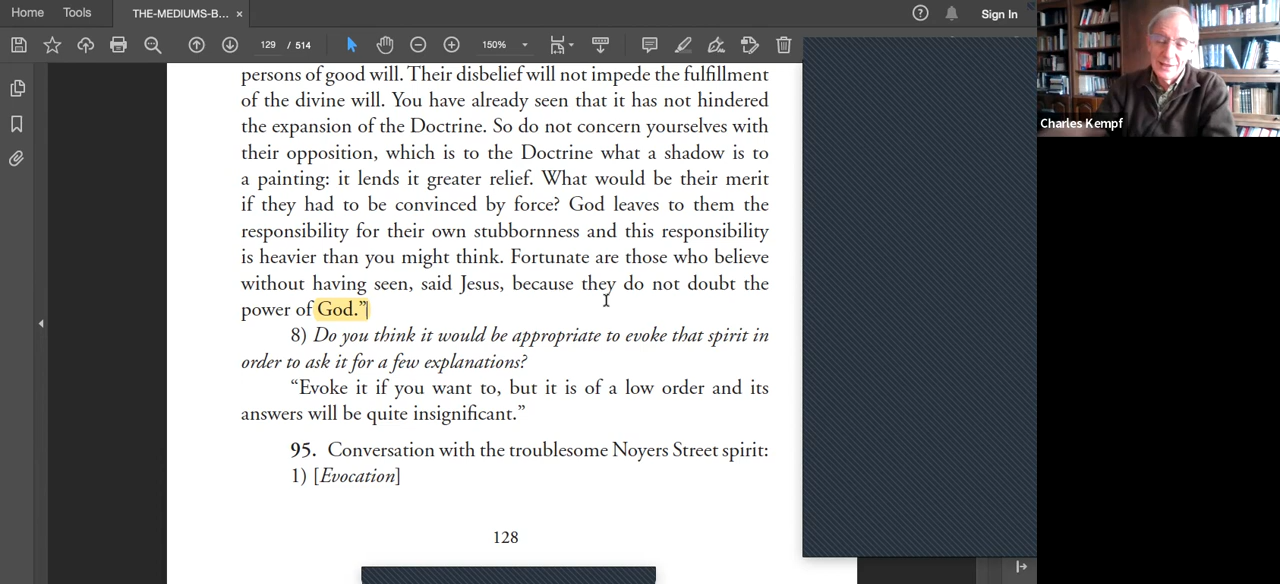 Home
Tools
THE-MEDIUMS-B... ×
Sign In
129 / 514
150%
Charles Kempf
persons of good will. Their disbelief will not impede the fulfillment
of the divine will. You have already seen that it has not hindered
the expansion of the Doctrine. So do not concern yourselves with
their opposition, which is to the Doctrine what a shadow is to
a painting: it lends it greater relief. What would be their merit
if they had to be convinced by force? God leaves to them the
responsibility for their own stubbornness and this responsibility
is heavier than you might think. Fortunate are those who believe
without having seen, said Jesus, because they do not doubt the
power of God.”
8) Do you think it would be appropriate to evoke that spirit in
order to ask it for a few explanations?
“Evoke it if you want to, but it is of a low order and its
answers will be quite insignificant.”
95. Conversation with the troublesome Noyers Street spirit:
1) [Evocation]
128